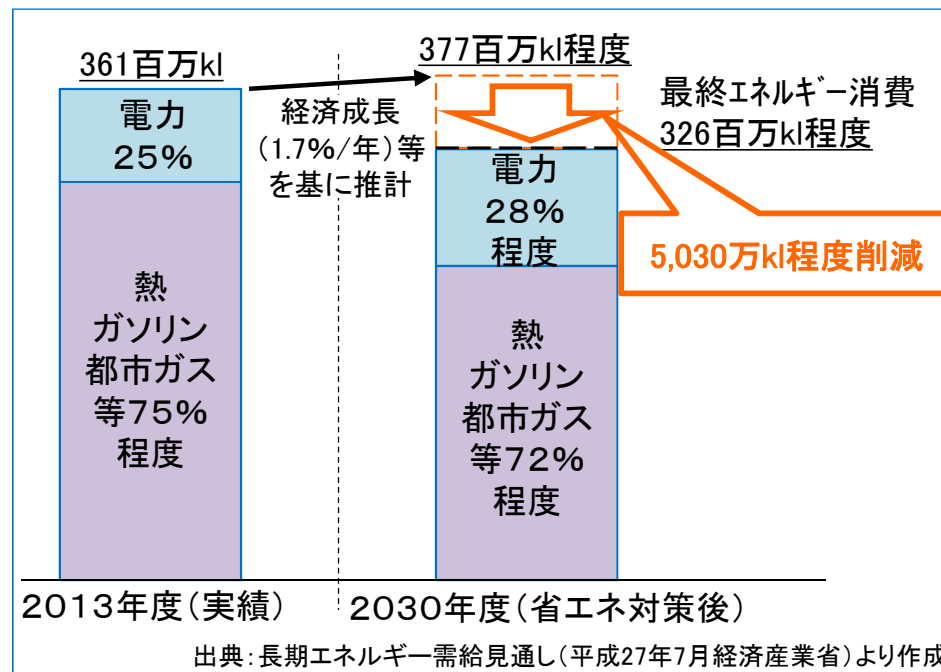 361百万kl
電力
25%
熱
ガソリン
都市ガス
等75%
程度
経済成長
(1.7%/年)等
を基に推計
377百万kl程度
電力
28%
程度
熱
ガソリン
都市ガス
等72%
程度
最終エネルギー消費
326百万kl程度
5,030万kl程度削減
2013年度(実績)
2030年度(省エネ対策後)
出典:長期エネルギー需給見通し(平成27年7月経済産業省)より作成